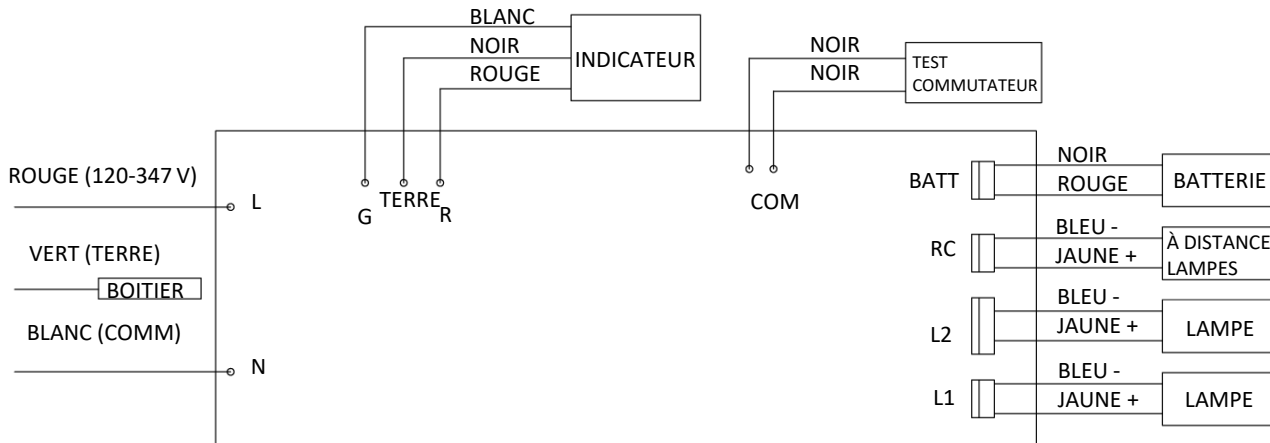 BLANC
NOIR
ROUGE
INDICATEUR
NOIR
NOIR
TEST
COMMUTATEUR
ROUGE (120-347 V)
L
VERT (TERRE)
BOITIER
BLANC (COMM)
N
G
TERRE
R
COM
BATT
NOIR
ROUGE
BATTERIE
RC
BLEU -
JAUNE +
À DISTANCE
LAMPES
L2
BLEU -
JAUNE +
LAMPE
L1
BLEU -
JAUNE +
LAMPE